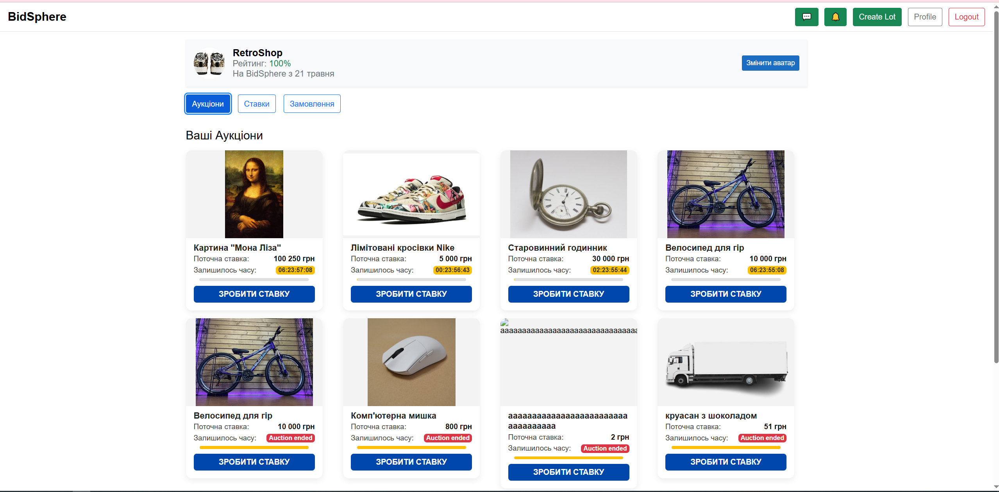 BidSphere
Create Lot
Profile
Logout
RetroShop
Рейтинг: 100%
На BidSphere з 21 травня
Змінити аватар
Аукціони
Ставки
Замовлення
Ваші Аукціони
Картина "Мона Ліза"
Поточна ставка: 100 250 грн
Залишилось часу: 06:23:57:08
ЗРОБИТИ СТАВКУ
Лімітовані кросівки Nike
Поточна ставка: 5 000 грн
Залишилось часу: 00:23:56:43
ЗРОБИТИ СТАВКУ
Старовинний годинник
Поточна ставка: 30 000 грн
Залишилось часу: 02:23:55:44
ЗРОБИТИ СТАВКУ
Велосипед для гір
Поточна ставка: 10 000 грн
Залишилось часу: 06:23:55:08
ЗРОБИТИ СТАВКУ
Велосипед для гір
Поточна ставка: 10 000 грн
Залишилось часу: Auction ended
ЗРОБИТИ СТАВКУ
Комп'ютерна мишка
Поточна ставка: 800 грн
Залишилось часу: Auction ended
ЗРОБИТИ СТАВКУ
аааааааааааааааааааааааааааааааа
ааааааааааааааааааааааааа
ааааааааааа
Поточна ставка: 2 грн
Залишилось часу: Auction ended
ЗРОБИТИ СТАВКУ
круасан з шоколадом
Поточна ставка: 51 грн
Залишилось часу: Auction ended
ЗРОБИТИ СТАВКУ